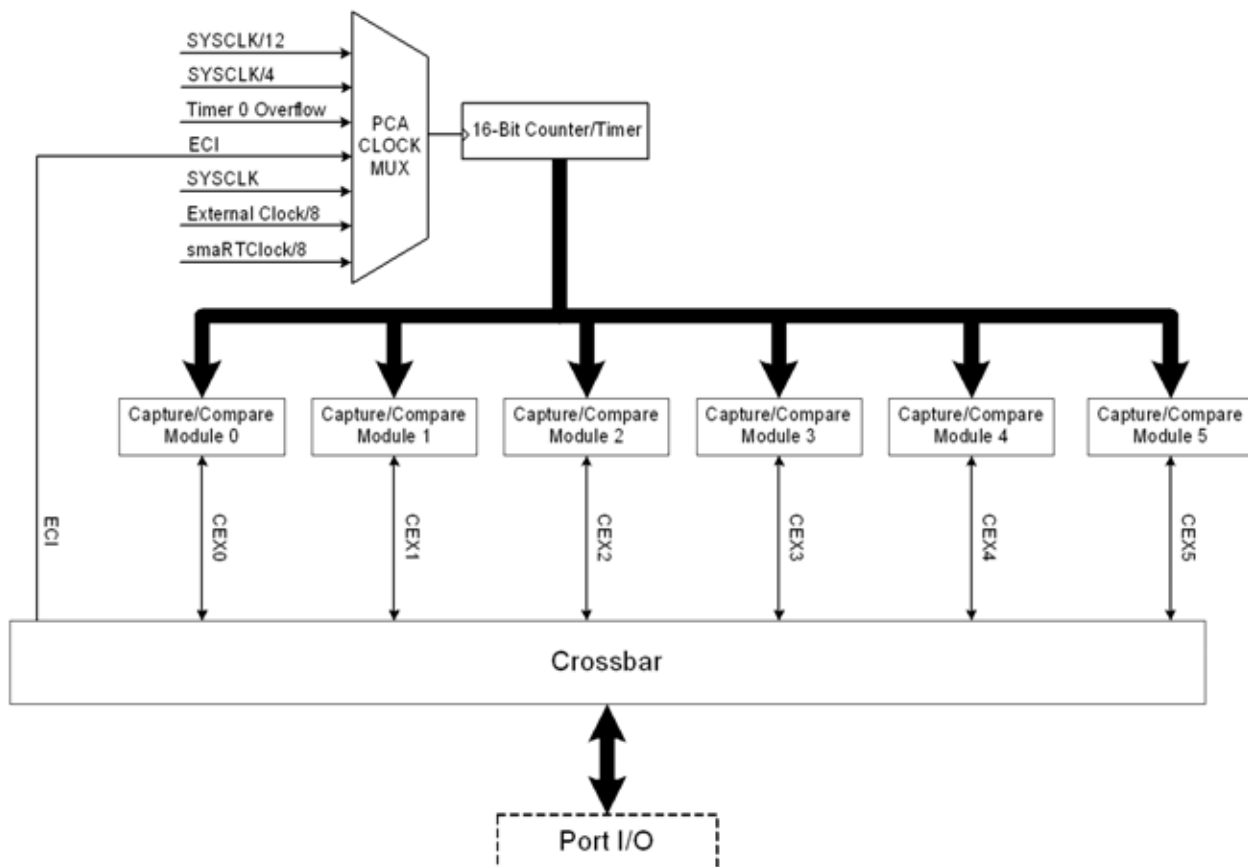 SYSCLK/12
SYSCLK/4
Timer 0 Overflow
ECI
SYSCLK
External Clock/8
smaRTClock/8
PCA
CLOCK
MUX
16-Bit Counter/Timer
Capture/Compare
Module 0
Capture/Compare
Module 1
Capture/Compare
Module 2
Capture/Compare
Module 3
Capture/Compare
Module 4
Capture/Compare
Module 5
ECI
CEX0
CEX1
CEX2
CEX3
CEX4
CEX5
Crossbar
Port I/O